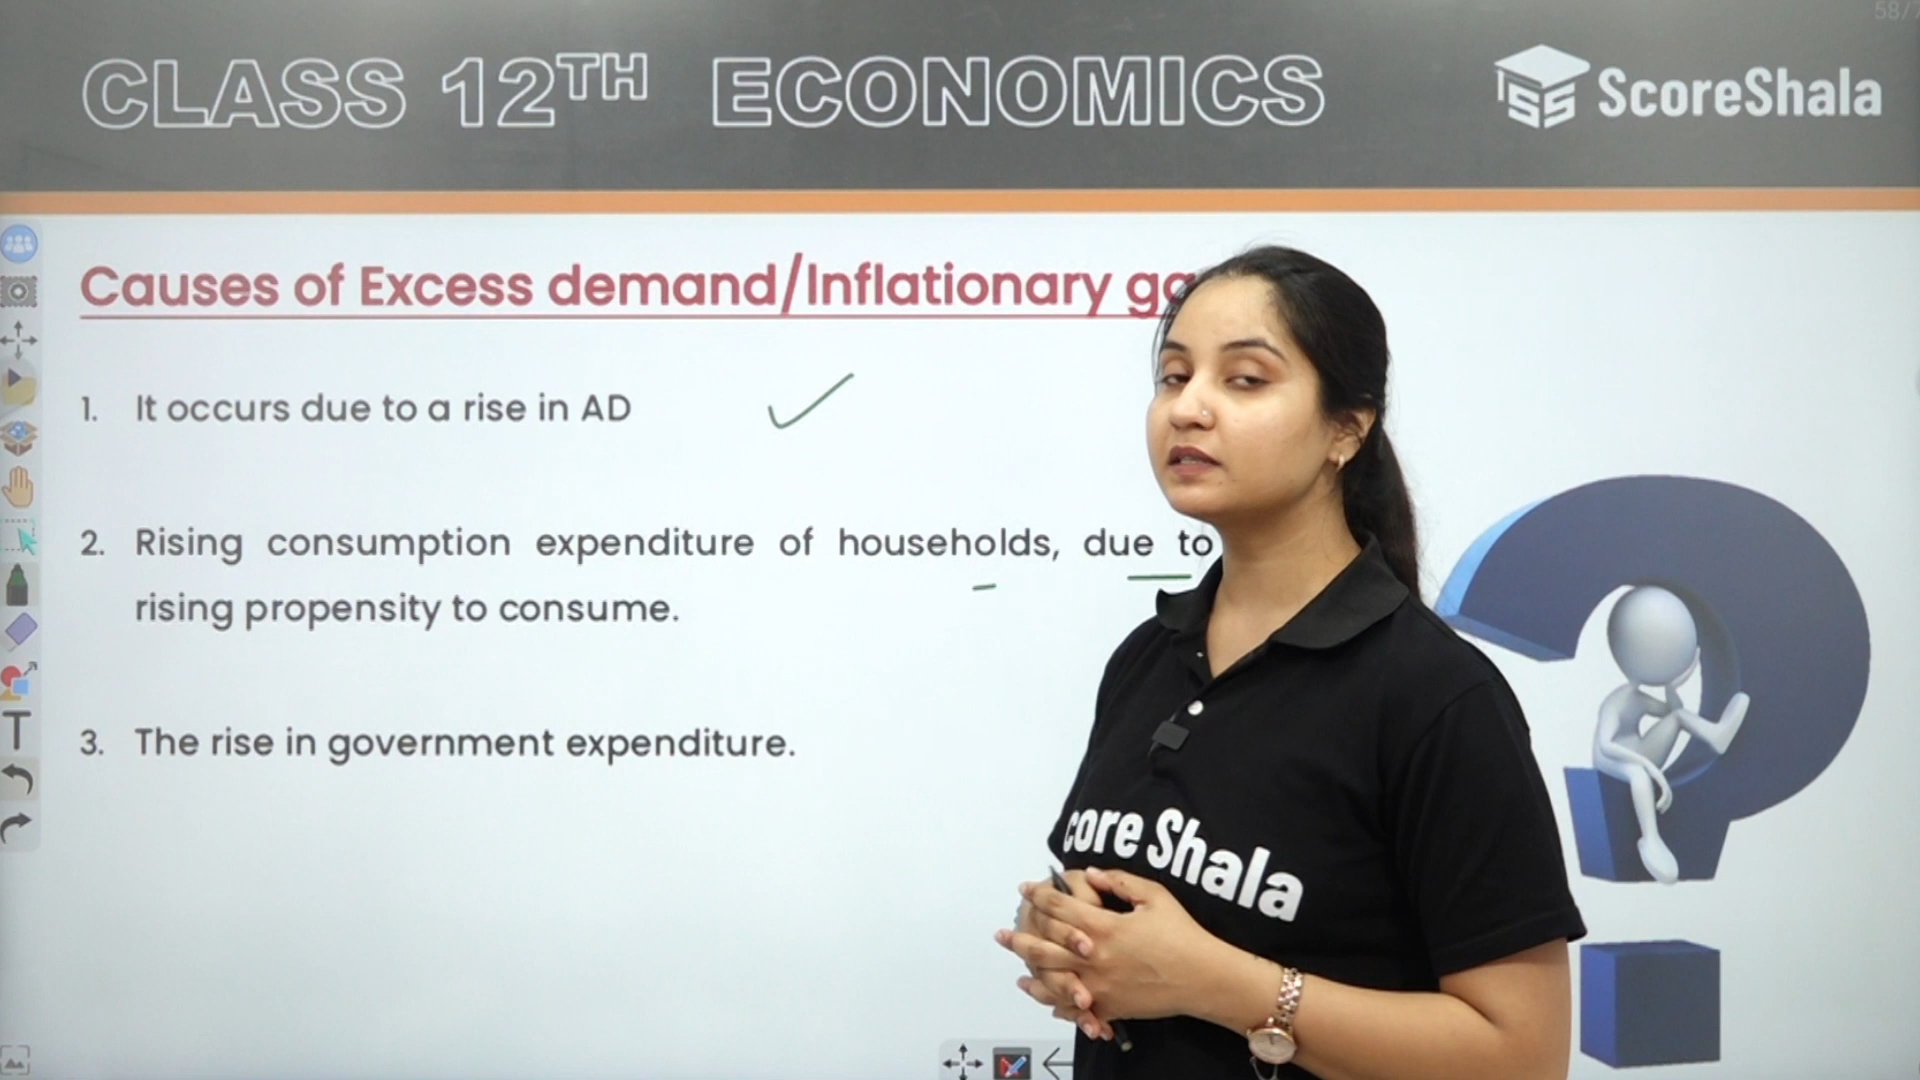 58/
CLASS 12TH ECONOMICS
ScoreShala
Causes of Excess demand/Inflationary
1. It occurs due to a rise in AD
2. Rising consumption expenditure of households, due to
rising propensity to consume.
3. The rise in government expenditure.
core Shala